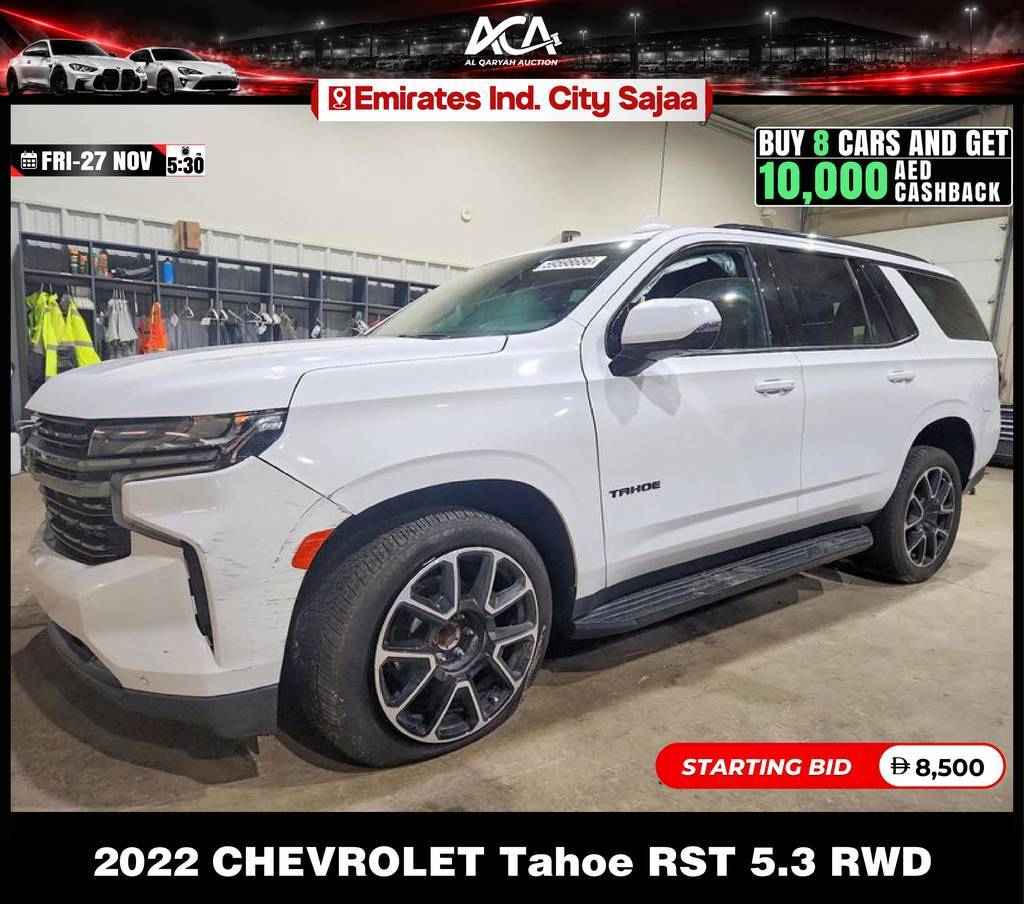 ACA
AL QARYAH AUCTION
Emirates Ind. City Sajaa
FRI-27 NOV 5:30
BUY 8 CARS AND GET
10,000 AED CASHBACK
59598686
TAHOE
STARTING BID 8,500
2022 CHEVROLET Tahoe RST 5.3 RWD